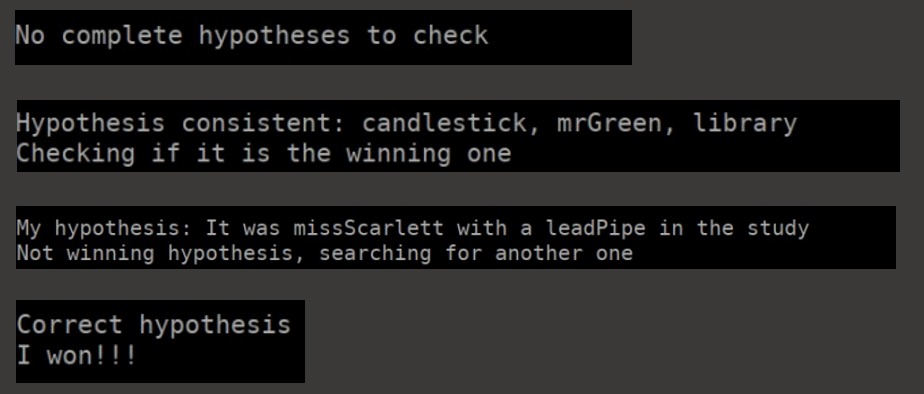 No complete hypotheses to check
Hypothesis consistent: candlestick, mrGreen, library
Checking if it is the winning one
My hypothesis: It was missScarlett with a leadPipe in the study
Not winning hypothesis, searching for another one
Correct hypothesis
I won!!!